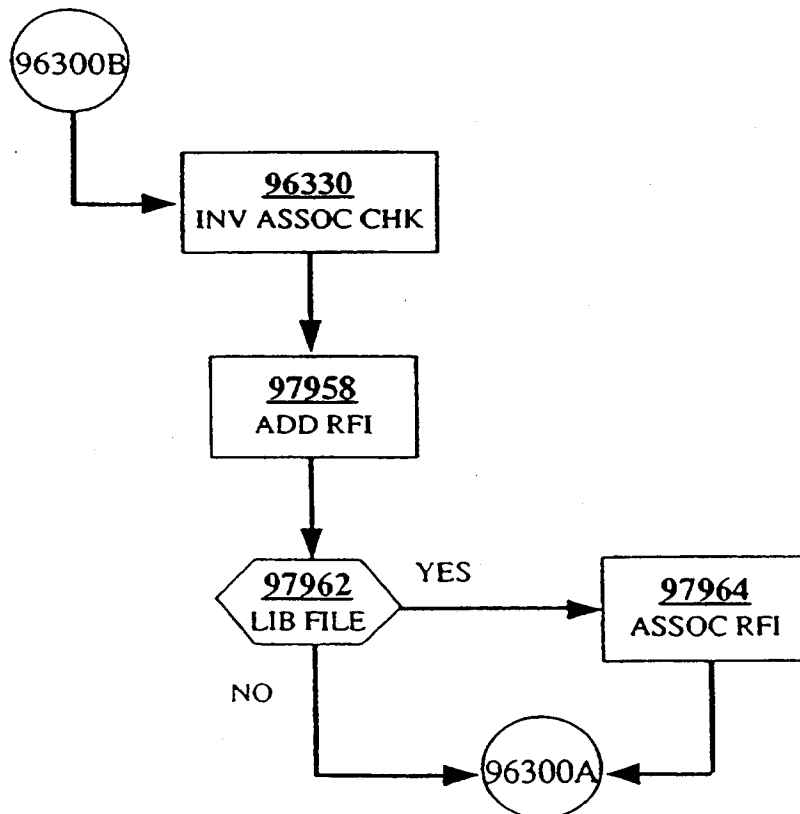 96300B
96330
INV ASSOC CHK
97958
ADD RFI
97962
LIB FILE
YES
97964
ASSOC RFI
NO
96300A